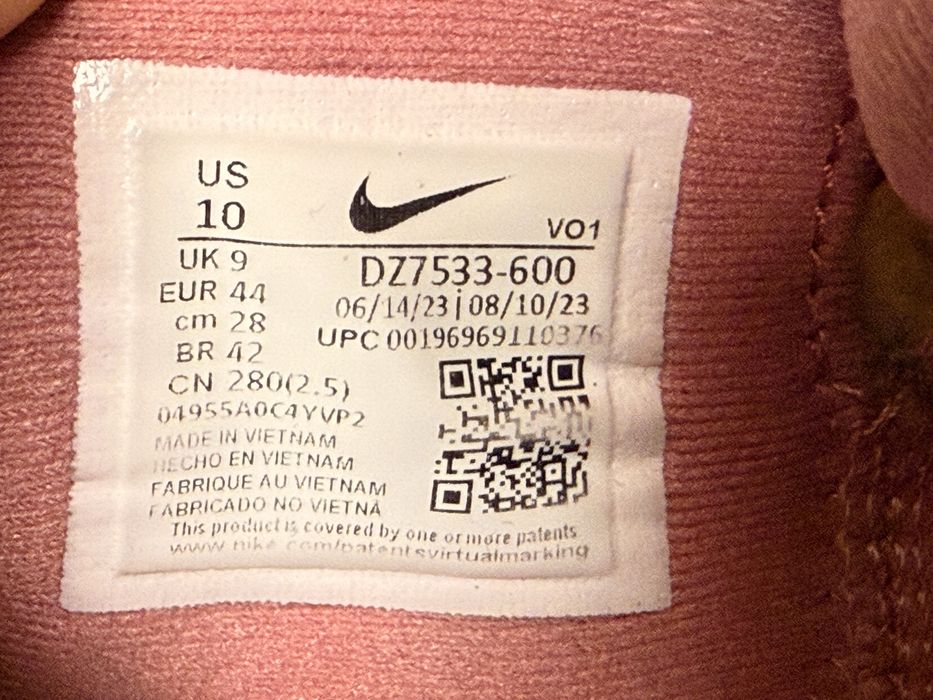 US
10
VO1
UK 9
EUR 44
cm 28
BR 42
CN 280(2.5)
04955A0C4YVP2
DZ7533-600
06/14/23|08/10/23
UPC 00196969110376
MADE IN VIETNAM
HECHO EN VIETNAM
FABRIQUE AU VIETNAM
FABRICADO NO VIETNÃ
This product is covered by one or more patents
www nike com/patentsvirtualmarking